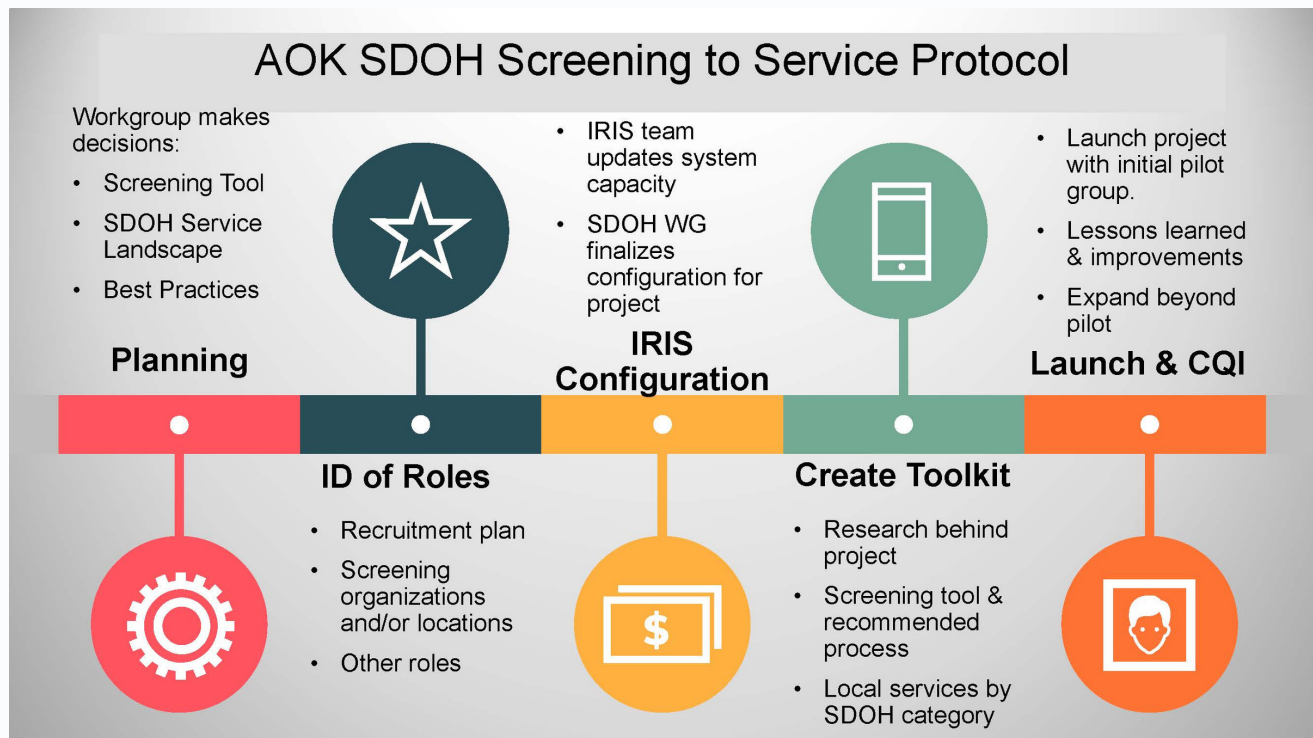 AOK SDOH Screening to Service Protocol
Workgroup makes
decisions:
• Screening Tool
• SDOH Service
Landscape
• Best Practices
Planning
ID of Roles
• Recruitment plan
• Screening
organizations
and/or locations
• Other roles
• IRIS team
updates system
capacity
• SDOH WG
finalizes
configuration for
project
IRIS
Configuration
$
Create Toolkit
• Research behind
project
• Screening tool &
recommended
process
• Local services by
SDOH category
• Launch project
with initial pilot
group.
• Lessons learned
& improvements
• Expand beyond
pilot
Launch & CQI